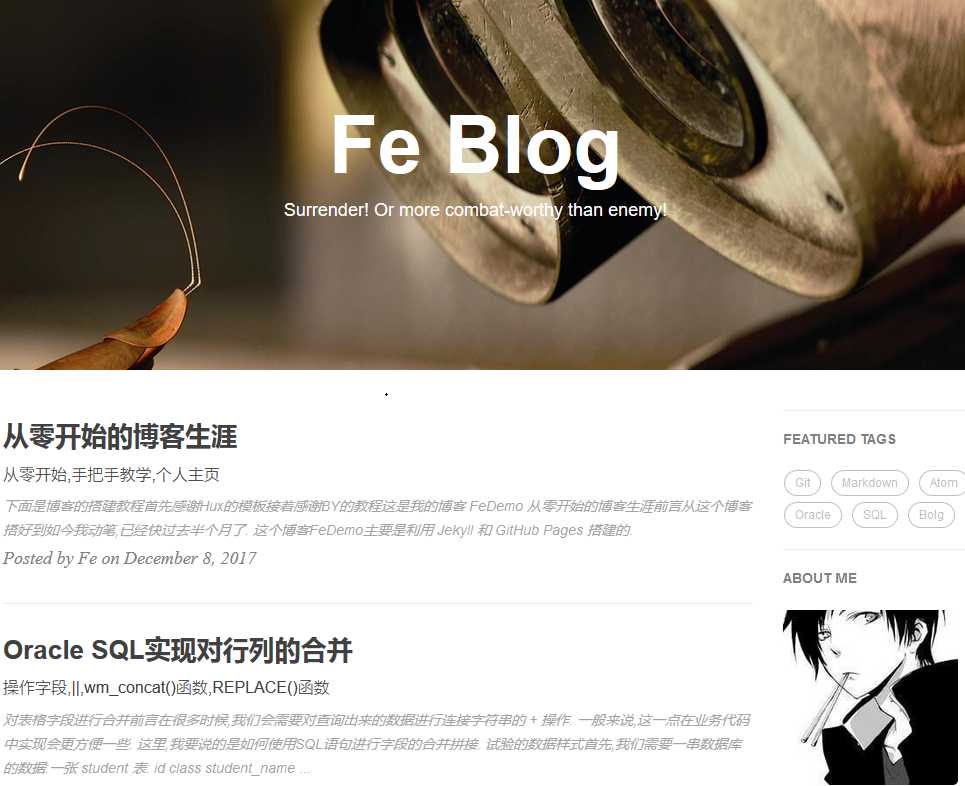 Fe Blog
Surrender! Or more combat-worthy than enemy!
从零开始的博客生涯
从零开始,手把手教学,个人主页
下面是博客的搭建教程首先感谢Hux的模板接着感谢BY的教程这是我的博客 FeDemo 从零开始的博客生涯前言从这个博客
搭好到如今我动笔,已经快过去半个月了. 这个博客FeDemo主要是利用 Jekyll 和 GitHub Pages 搭建的.
Posted by Fe on December 8, 2017
Oracle SQL实现对行列的合并
操作字段,||,wm_concat()函数,REPLACE()函数
对表格字段进行合并前言在很多时候,我们会需要对查询出来的数据进行连接字符串的 + 操作. 一般来说,这一点在业务代码
中实现会更方便一些. 这里,我要说的是如何使用SQL语句进行字段的合并拼接. 试验的数据样式首先,我们需要一串数据库
的数据.一张 student 表: id class student_name ...
FEATURED TAGS
Git Markdown Atom
Oracle SQL Bolg
ABOUT ME